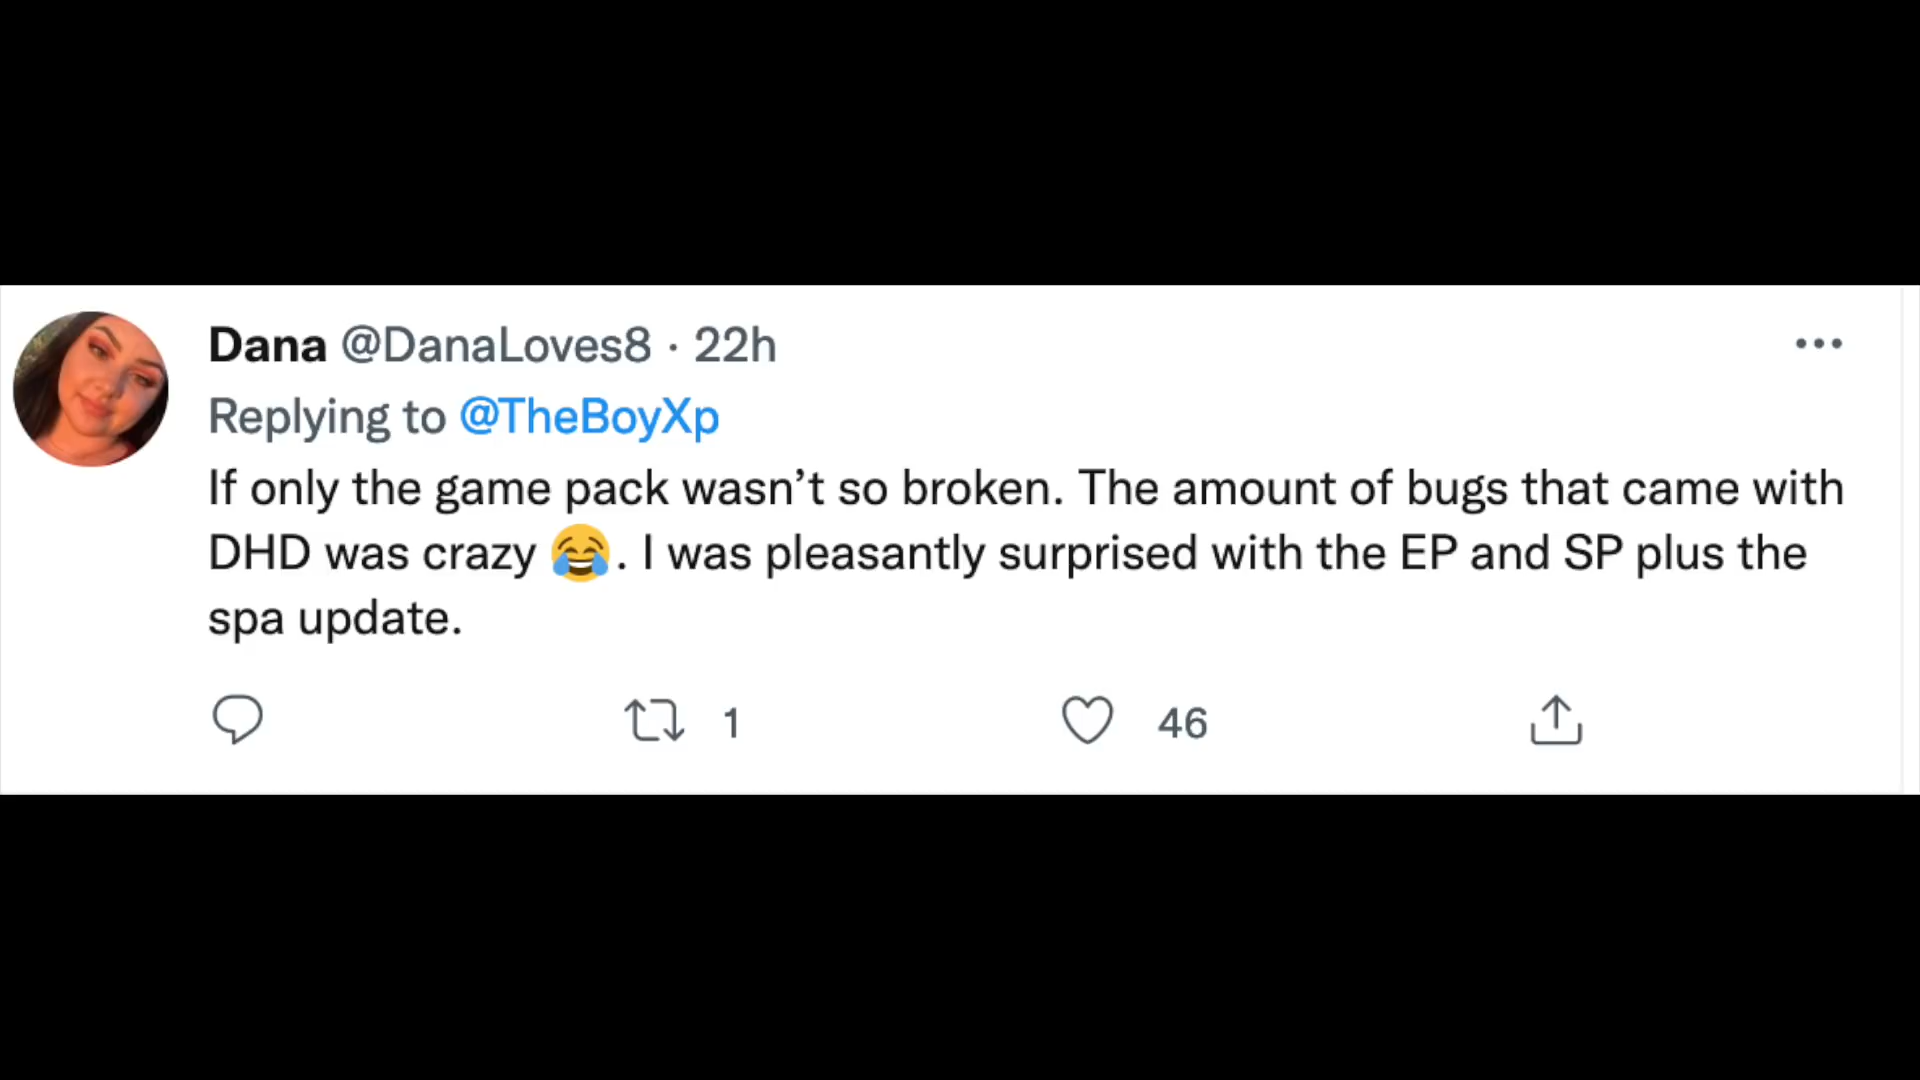 Dana @DanaLoves8 · 22h
Replying to @TheBoyXp
If only the game pack wasn’t so broken. The amount of bugs that came with
DHD was crazy 😂. I was pleasantly surprised with the EP and SP plus the
spa update.
1 46